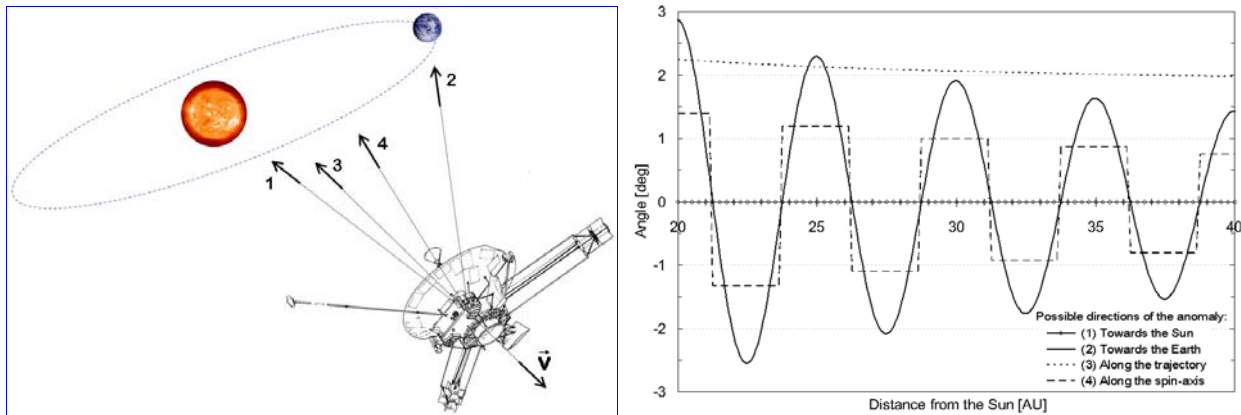 1
3
4
2
V
3
2
1
0
-1
-2
-3
Angle [deg]
20
25
30
35
40
Distance from the Sun [AU]
Possible directions of the anomaly:
(1) Towards the Sun
(2) Towards the Earth
(3) Along the trajectory
(4) Along the spin-axis